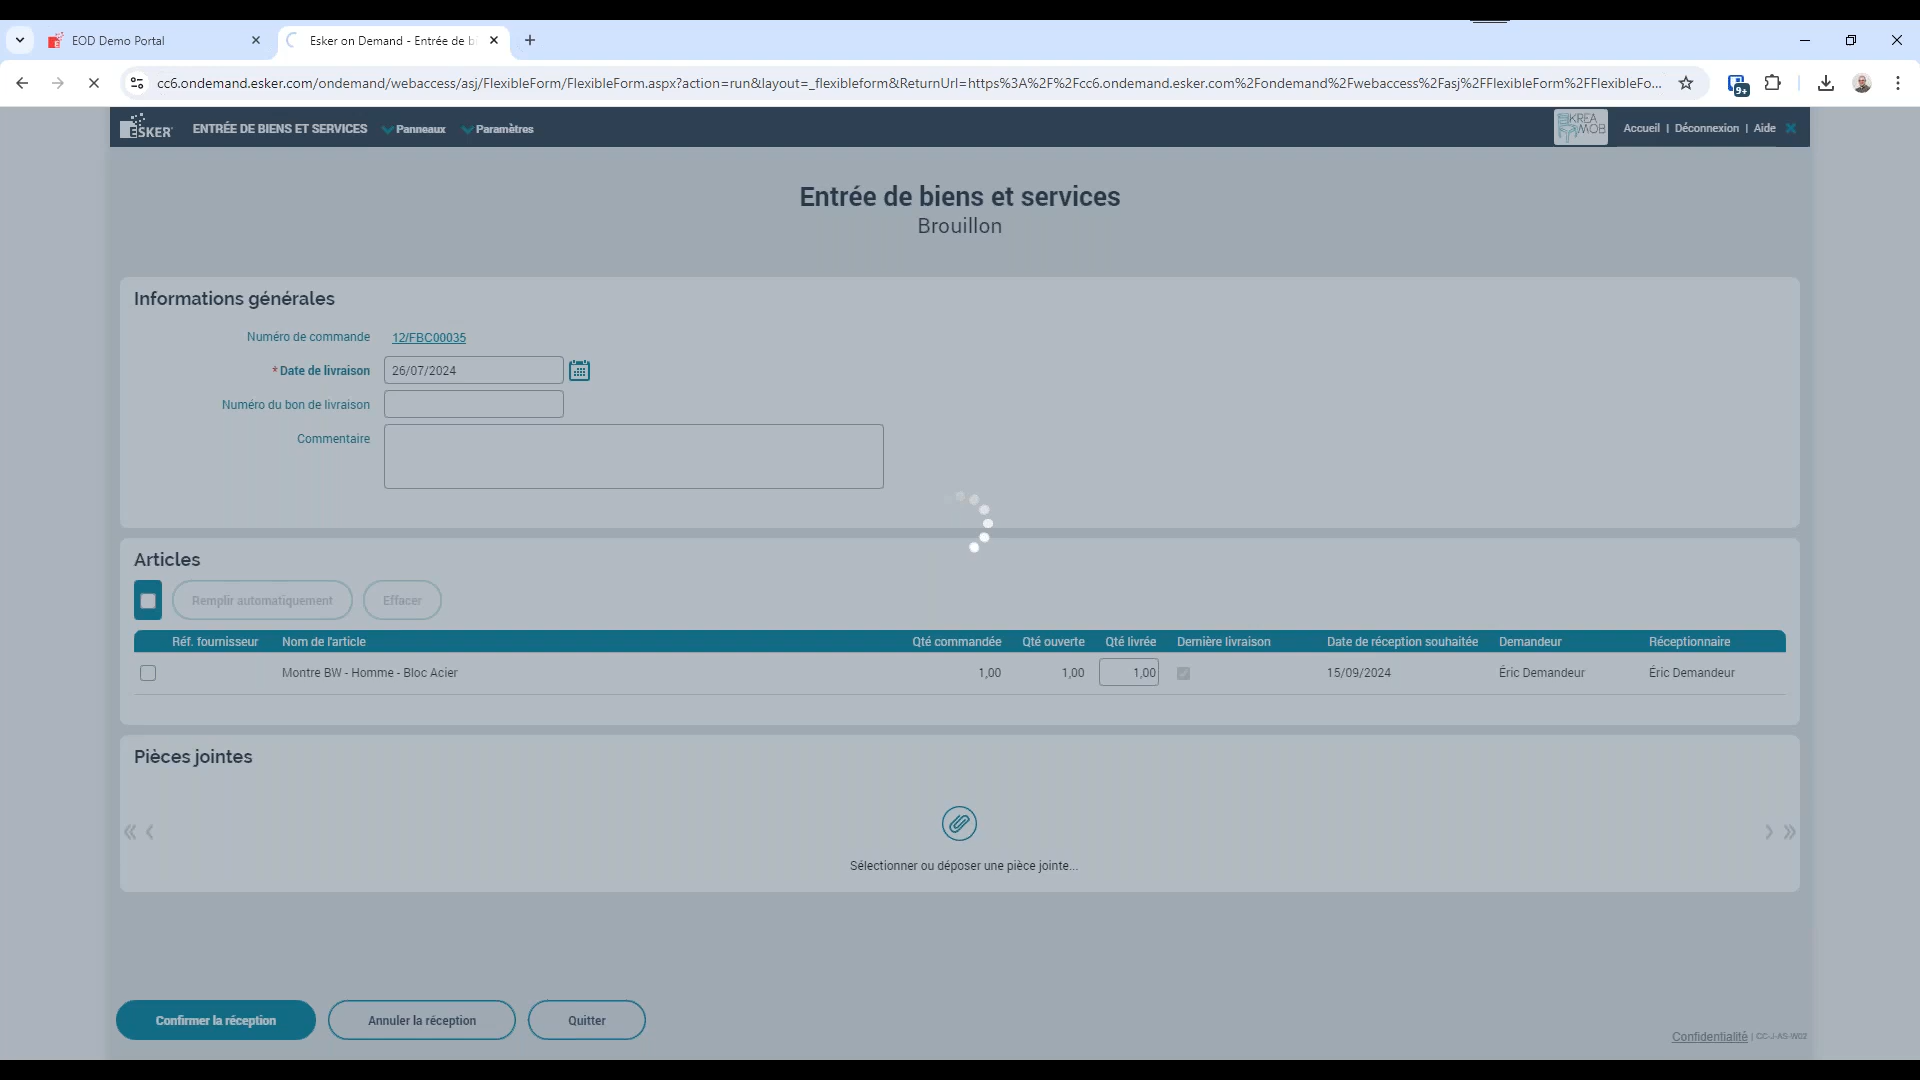 EOD Demo Portal
Esker on Demand - Entrée de b
cc6.ondemand.esker.com/ondemand/webaccess/asj/FlexibleForm/FlexibleForm.aspx?action=run&layout=_flexibleform&ReturnUrl=https%3A%2F%2Fcc6.ondemand.esker.com%2Fondemand%2Fwebaccess%2Fasj%2FFlexibleForm%2FFlexibleFo...
9+
ESKER ENTRÉE DE BIENS ET SERVICES Panneaux Paramètres KREA MOB Accueil | Déconnexion | Aide
Entrée de biens et services
Brouillon
Informations générales
Numéro de commande 12/FBC00035
* Date de livraison 26/07/2024
Numéro du bon de livraison
Commentaire
Articles
Remplir automatiquement Effacer
Réf. fournisseur Nom de l'article Qté commandée Qté ouverte Qté livrée Dernière livraison Date de réception souhaitée Demandeur Réceptionnaire
Montre BW - Homme - Bloc Acier 1,00 1,00 1,00 15/09/2024 Éric Demandeur Éric Demandeur
Pièces jointes
Sélectionner ou déposer une pièce jointe...
Confirmer la réception Annuler la réception Quitter
Confidentialité | CC-J-AS-W02